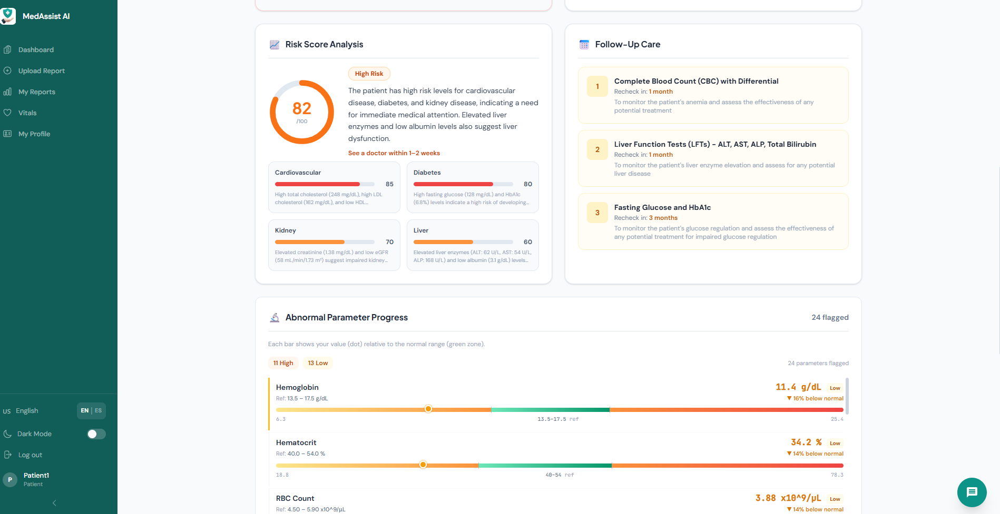 MedAssist AI
Dashboard
Upload Report
My Reports
Vitals
My Profile
US English EN | ES
Dark Mode
Log out
P
Patient1
Patient
Risk Score Analysis
82
/100
High Risk
The patient has high risk levels for cardiovascular
disease, diabetes, and kidney disease, indicating a need
for immediate medical attention. Elevated liver
enzymes and low albumin levels also suggest liver
dysfunction.
See a doctor within 1–2 weeks
Cardiovascular
85
High total cholesterol (248 mg/dL), high LDL
cholesterol (162 mg/dL), and low HDL...
Diabetes
80
High fasting glucose (128 mg/dL) and HbA1c
(6.8%) levels indicate a high risk of developing...
Kidney
70
Elevated creatinine (1.38 mg/dL) and low eGFR
(58 mL/min/1.73 m²) suggest impaired kidney...
Liver
60
Elevated liver enzymes (ALT: 62 U/L, AST: 54 U/L,
ALP: 168 U/L) and low albumin (3.1 g/dL) levels...
Follow-Up Care
1
Complete Blood Count (CBC) with Differential
Recheck in: 1 month
To monitor the patient's anemia and assess the effectiveness of any
potential treatment
2
Liver Function Tests (LFTs) - ALT, AST, ALP, Total Bilirubin
Recheck in: 1 month
To monitor the patient's liver enzyme elevation and assess for any potential
liver disease
3
Fasting Glucose and HbA1c
Recheck in: 3 months
To monitor the patient's glucose regulation and assess the effectiveness of
any potential treatment for impaired glucose regulation
Abnormal Parameter Progress
24 flagged
Each bar shows your value (dot) relative to the normal range (green zone).
11 High 13 Low
24 parameters flagged
Hemoglobin
11.4 g/dL Low
Ref: 13.5 – 17.5 g/dL
▼ 16% below normal
6.3 13.5–17.5 ref 25.4
Hematocrit
34.2 % Low
Ref: 40.0 – 54.0 %
▼ 14% below normal
18.8 40–54 ref 78.3
RBC Count
3.88 x10^9/µL Low
Ref: 4.50 – 5.90 x10^9/µL
▼ 14% below normal